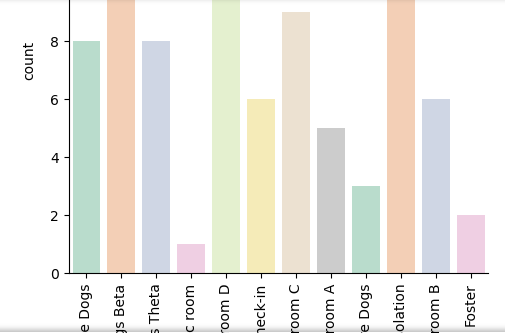 8
6
4
2
0
count
e Dogs
gs Beta
s Theta
c room
room D
heck-in
room C
room A
e Dogs
olation
room B
Foster